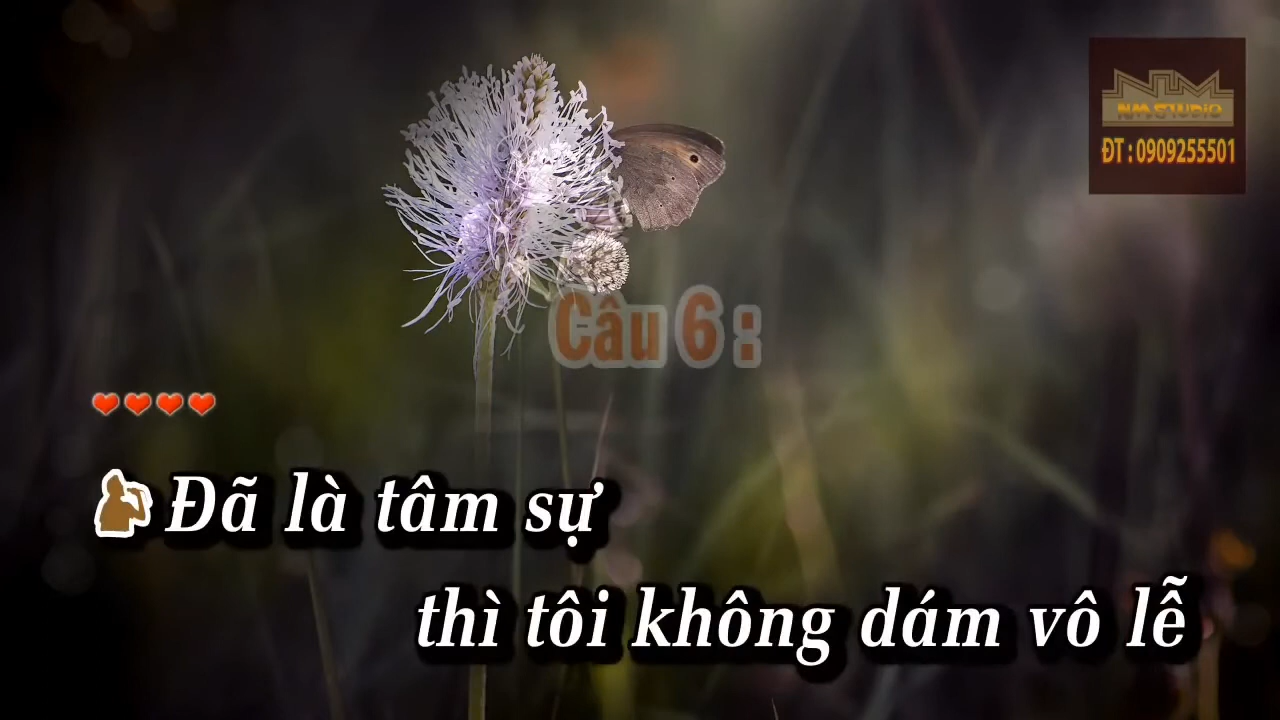 NM STUDIO
ĐT : 0909255501
Câu 6 :
Đã là tâm sự
thì tôi không dám vô lễ